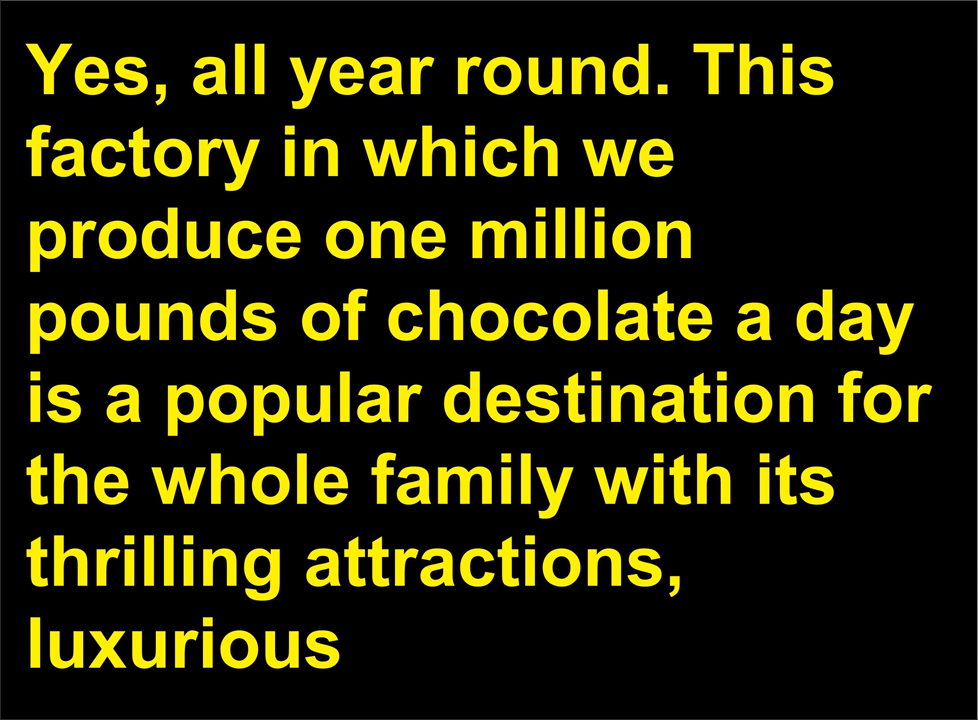 Yes, all year round. This
factory in which we
produce one million
pounds of chocolate a day
is a popular destination for
the whole family with its
thrilling attractions,
luxurious